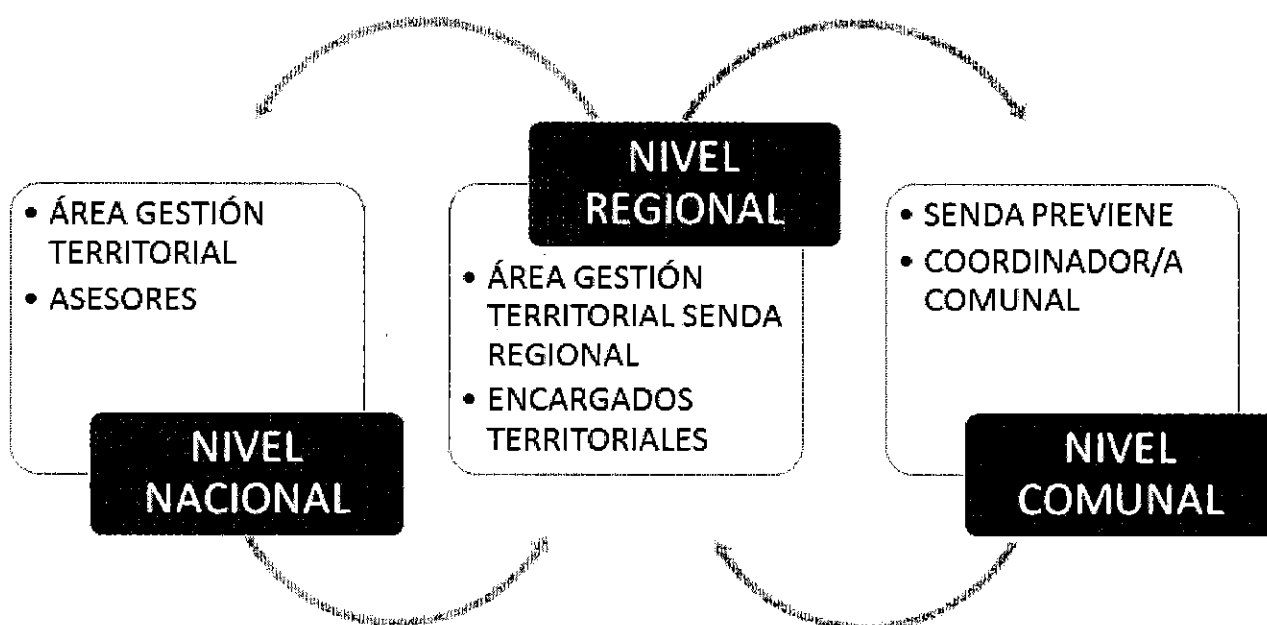 • ÁREA GESTIÓN
TERRITORIAL
• ASESORES
NIVEL
NACIONAL
NIVEL
REGIONAL
• ÁREA GESTIÓN
TERRITORIAL SENDA
REGIONAL
• ENCARGADOS
TERRITORIALES
• SENDA PREVIENE
• COORDINADOR/A
COMUNAL
NIVEL
COMUNAL